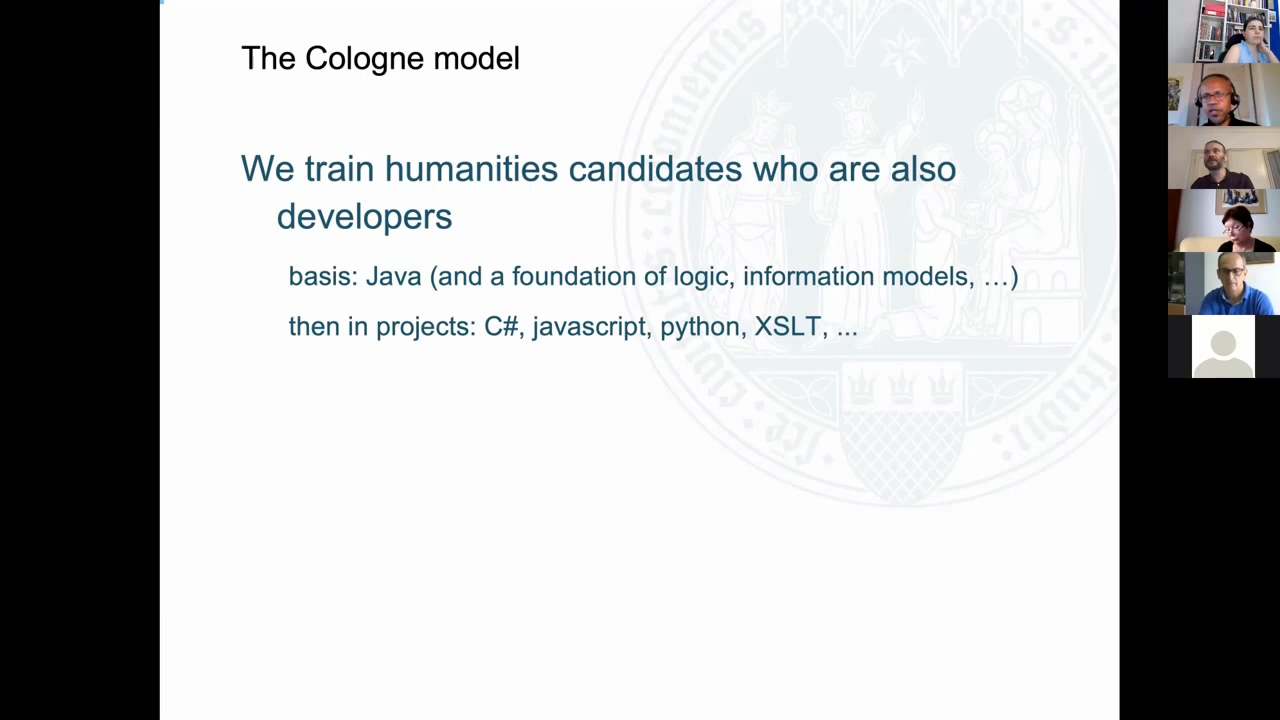 The Cologne model
We train humanities candidates who are also
developers
basis: Java (and a foundation of logic, information models, …)
then in projects: C#, javascript, python, XSLT, ...